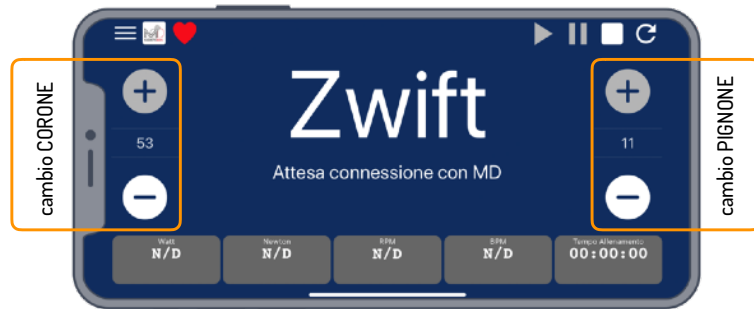 cambio CORONE
53
Zwift
Attesa connessione con MD
11
cambio PIGNONE
Watt
N/D
Newton
N/D
RPM
N/D
BPM
N/D
Tempo Allenamento
00:00:00